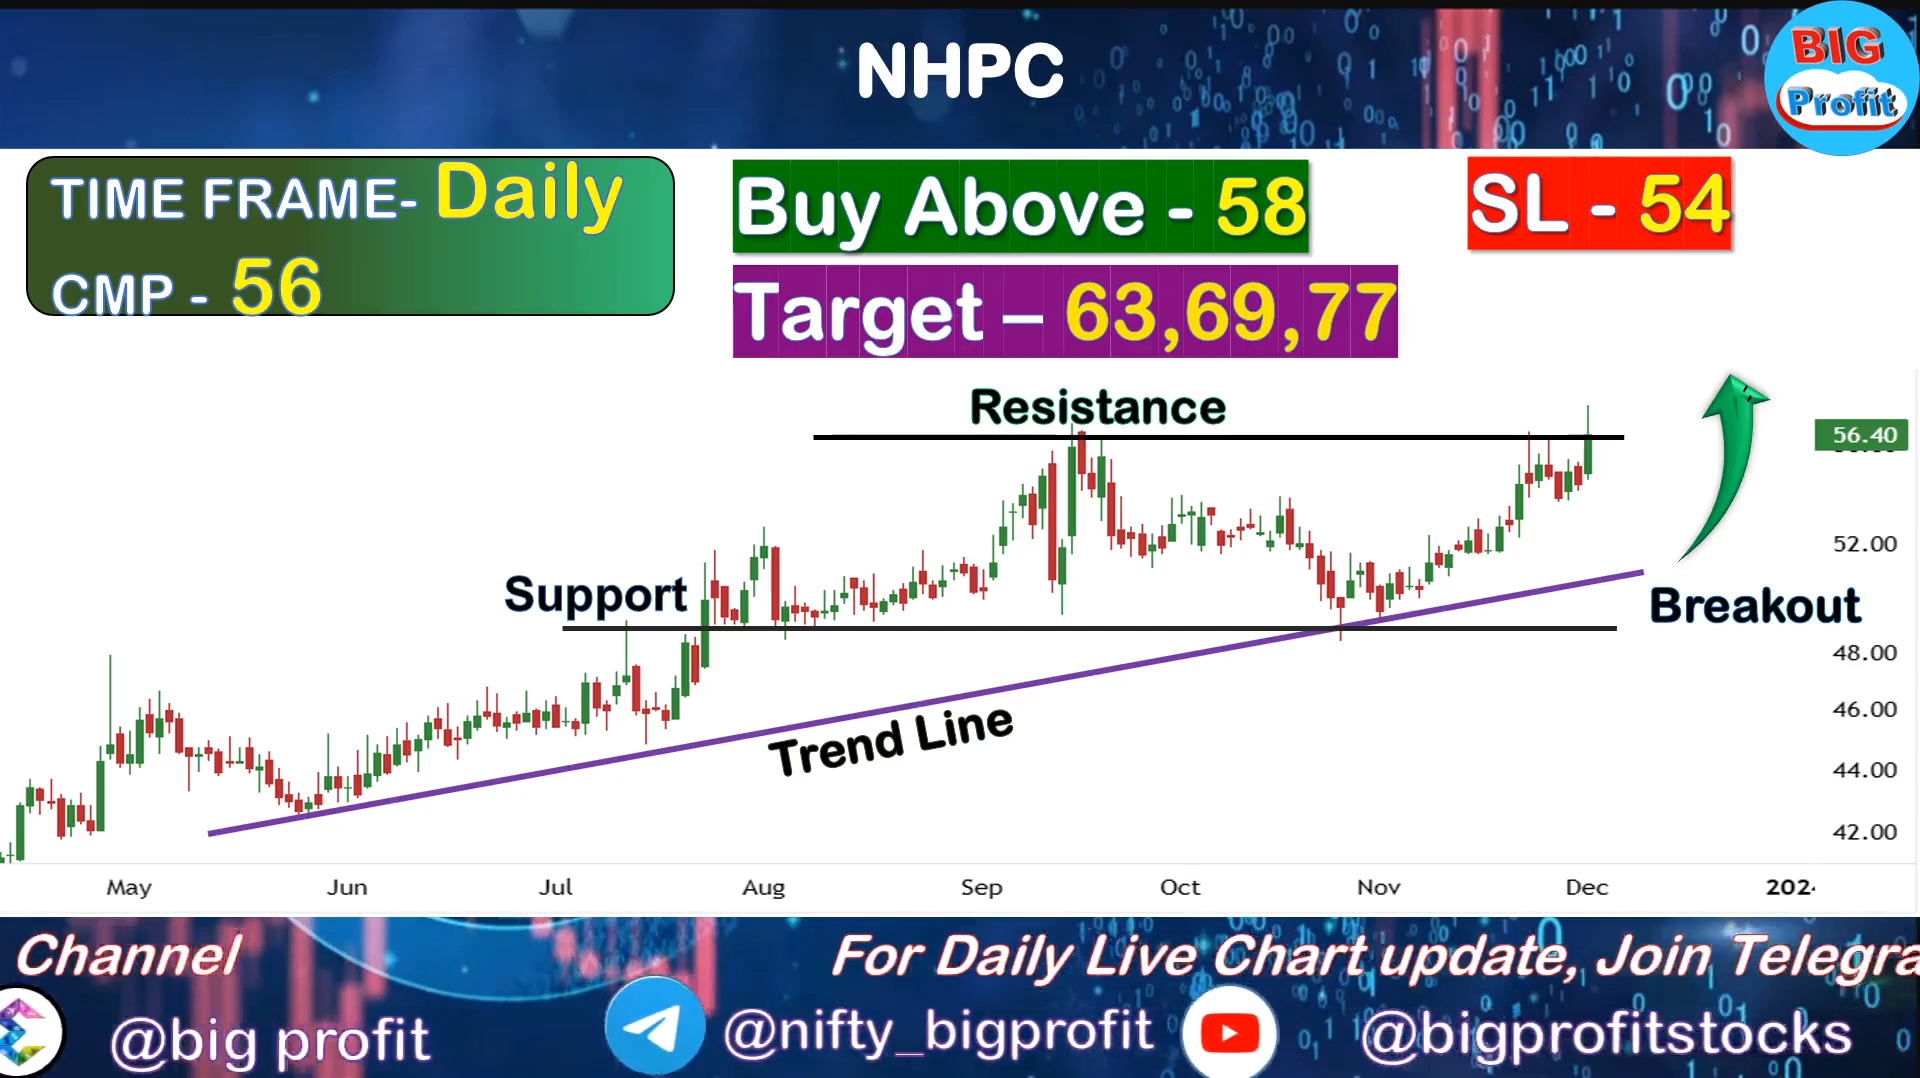 NHPC
BIG
Profit
TIME FRAME- Daily
CMP - 56
Buy Above - 58
SL - 54
Target – 63,69,77
Resistance
56.40
52.00
Support
Breakout
48.00
46.00
Trend Line
44.00
42.00
May Jun Jul Aug Sep Oct Nov Dec
Channel
For Daily Live Chart update, Join Telegra
@big profit
@nifty_bigprofit
@bigprofitstocks